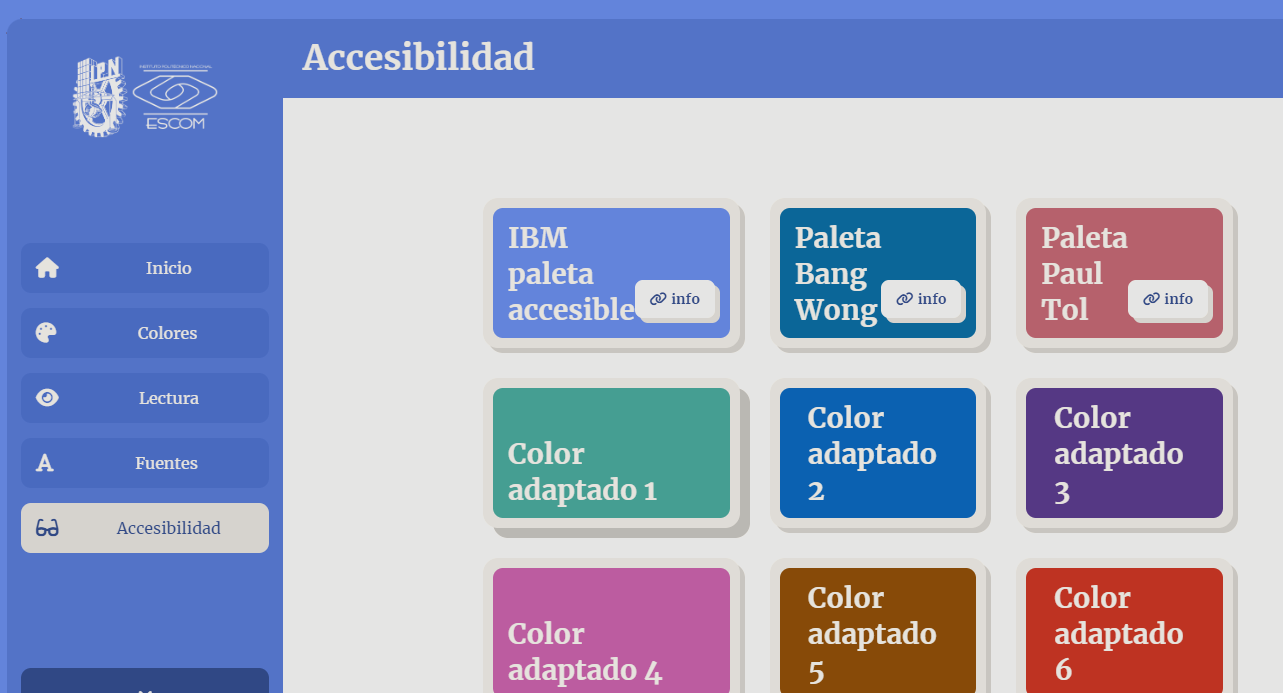 Accesibilidad
IPN
INSTITUTO POLITÉCNICO NACIONAL
ESCOM
Inicio
Colores
Lectura
Fuentes
Accesibilidad
IBM
paleta
accesible
info
Paleta
Bang
Wong
info
Paleta
Paul
Tol
info
Color
adaptado 1
Color
adaptado
2
Color
adaptado
3
Color
adaptado 4
Color
adaptado
5
Color
adaptado
6